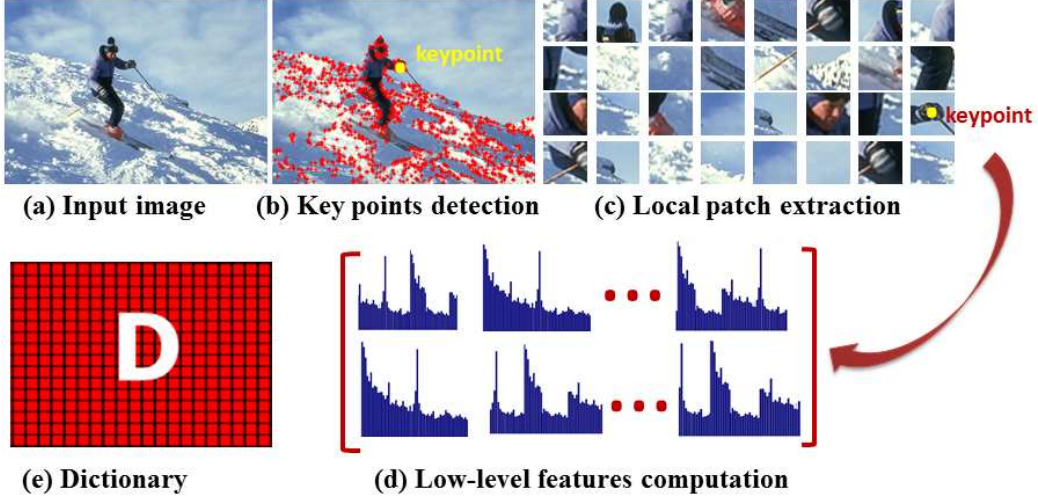 keypoint
keypoint
(a) Input image
(b) Key points detection
(c) Local patch extraction
D
(e) Dictionary
(d) Low-level features computation